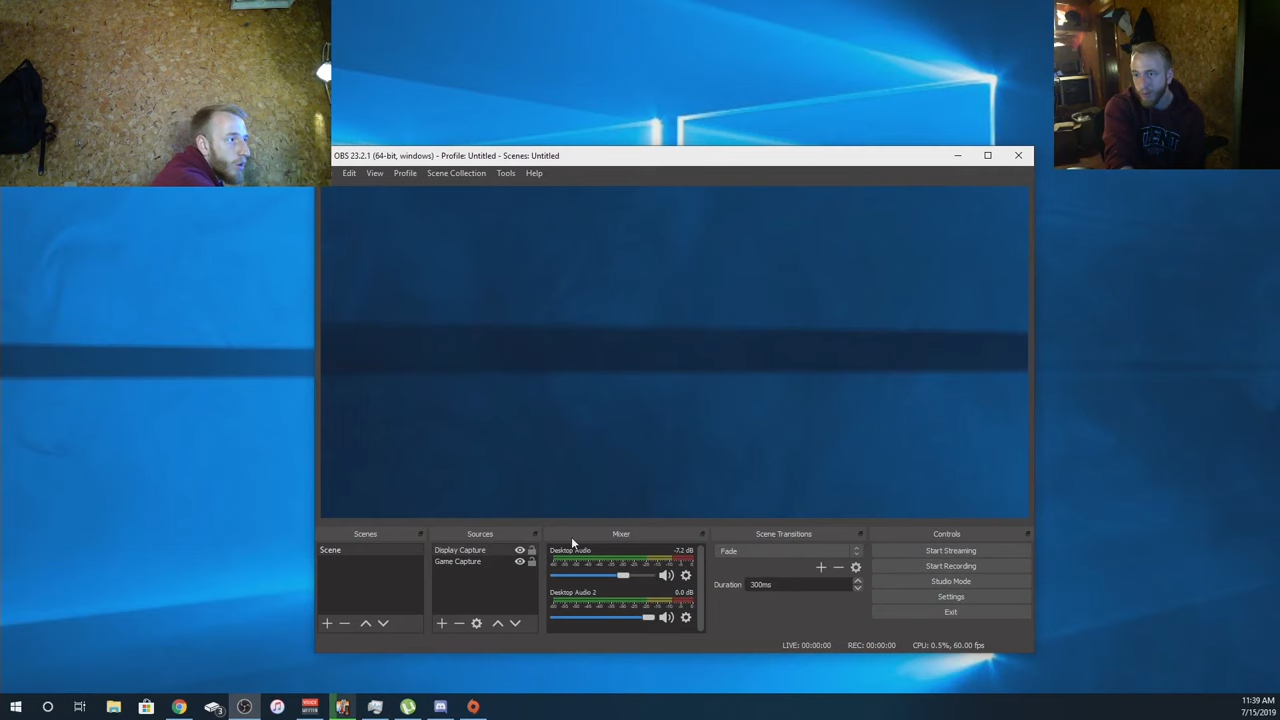 OBS 23.2.1 (64-bit, windows) - Profile: Untitled - Scenes: Untitled
Edit View Profile Scene Collection Tools Help
Scenes Sources Mixer Scene Transitions Controls
Scene
Display Capture
Game Capture
Desktop Audio -7.2 dB
Desktop Audio 2 0.0 dB
Fade
Duration 300ms
Start Streaming
Start Recording
Studio Mode
Settings
Exit
LIVE: 00:00:00 REC: 00:00:00 CPU: 0.5%, 60.00 fps
3
11:39 AM
7/15/2019